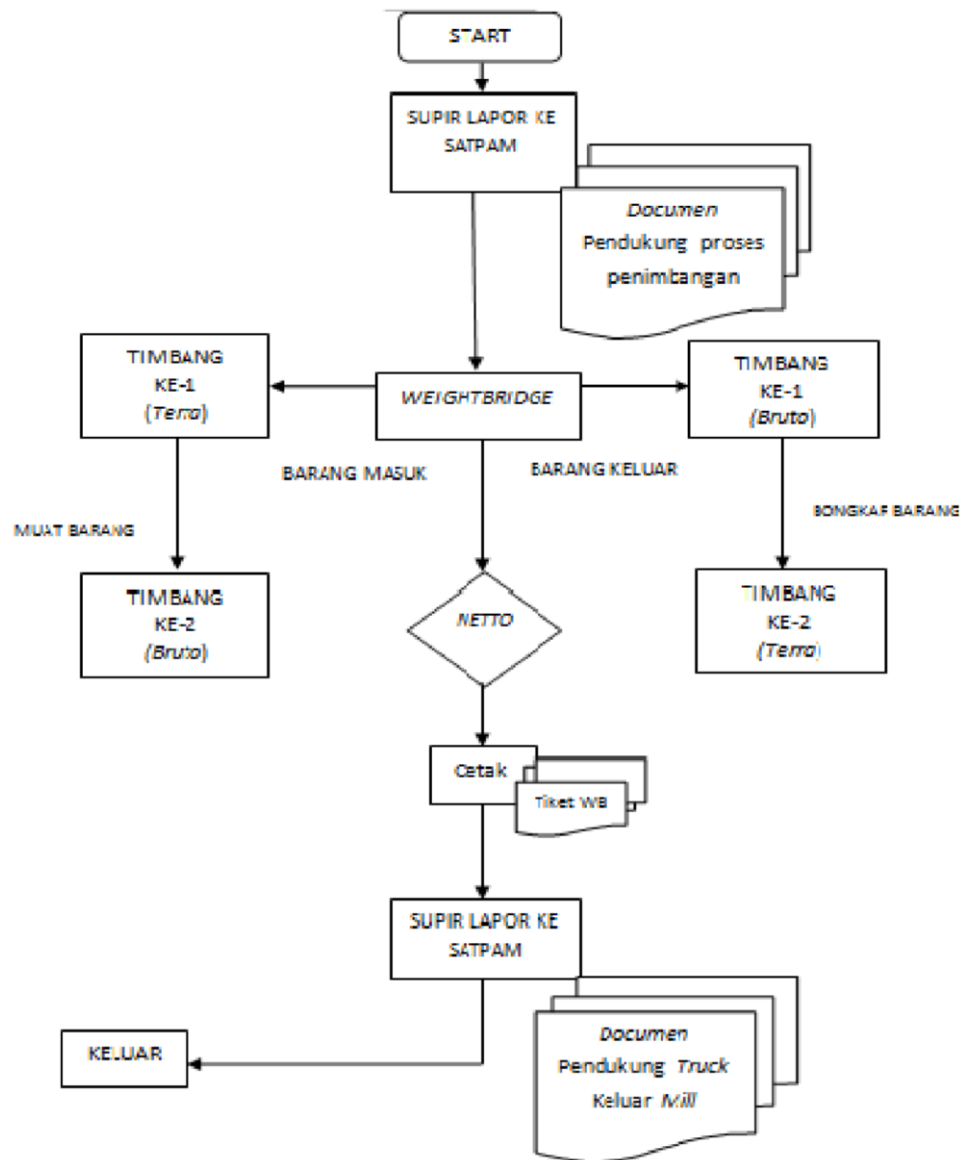 START
SUPIR LAPOR KE
SATPAM
Documen
Pendukung proses
penimbangan
TIMBANG
KE-1
(Terra)
WEIGHTBRIDGE
TIMBANG
KE-1
(Bruto)
BARANG MASUK
BARANG KELUAR
MUAT BARANG
BONGKAR BARANG
TIMBANG
KE-2
(Bruto)
NETTO
TIMBANG
KE-2
(Terra)
Cetak
Tiket WB
SUPIR LAPOR KE
SATPAM
KELUAR
Documen
Pendukung Truck
Keluar Mill